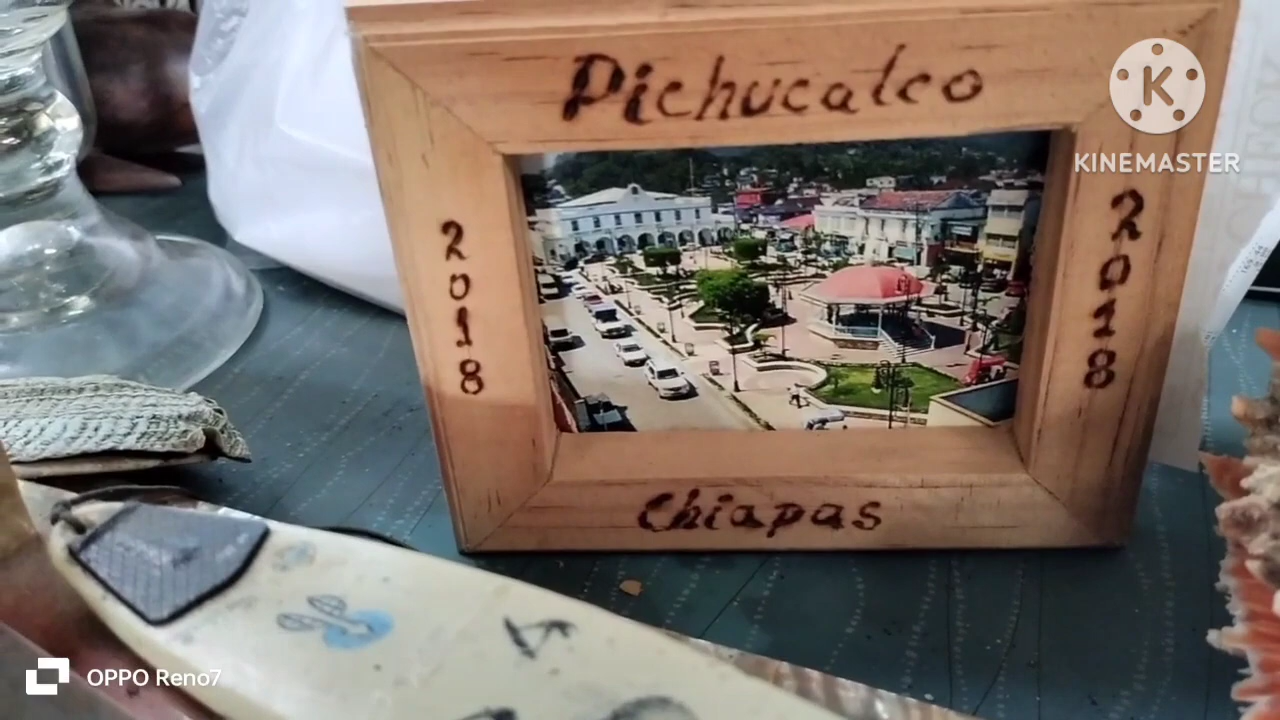 Pichucalco
K
KINEMASTER
2018
2018
Chiapas
OPPO Reno7